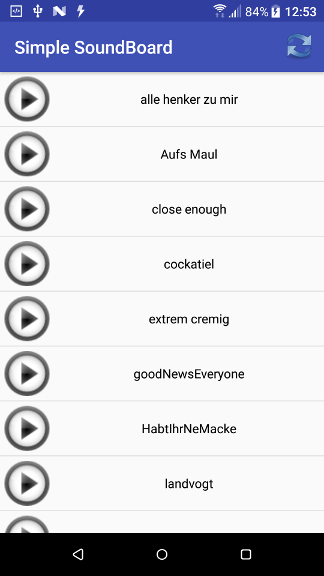 84% 12:53
Simple SoundBoard
alle henker zu mir
Aufs Maul
close enough
cockatiel
extrem cremig
goodNewsEveryone
HabtIhrNeMacke
landvogt